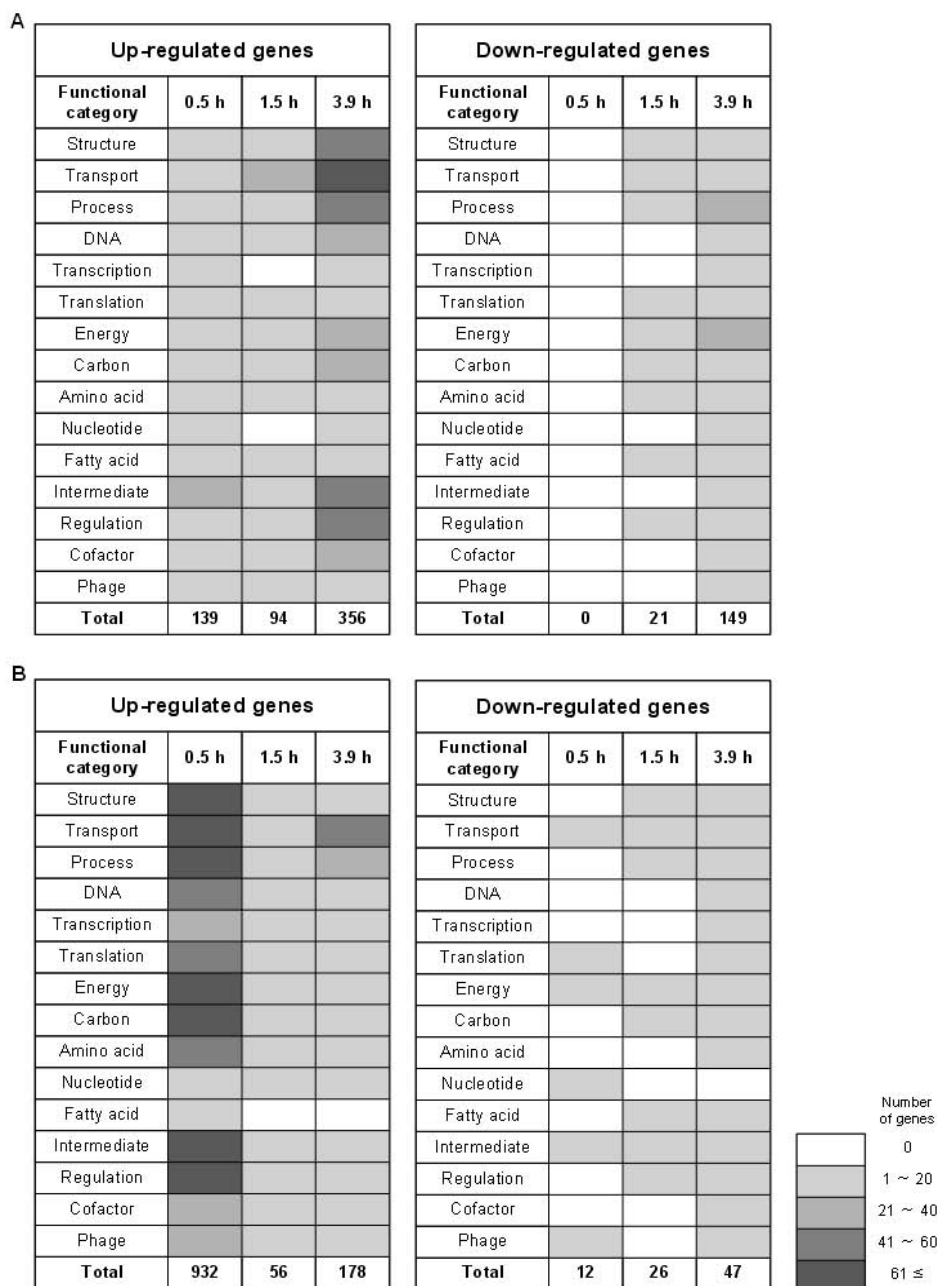 A
Up-regulated genes
Functional category 0.5 h 1.5 h 3.9 h
Structure
Transport
Process
DNA
Transcription
Translation
Energy
Carbon
Amino acid
Nucleotide
Fatty acid
Intermediate
Regulation
Cofactor
Phage
Total 139 94 356
Down-regulated genes
Functional category 0.5 h 1.5 h 3.9 h
Structure
Transport
Process
DNA
Transcription
Translation
Energy
Carbon
Amino acid
Nucleotide
Fatty acid
Intermediate
Regulation
Cofactor
Phage
Total 0 21 149
B
Up-regulated genes
Functional category 0.5 h 1.5 h 3.9 h
Structure
Transport
Process
DNA
Transcription
Translation
Energy
Carbon
Amino acid
Nucleotide
Fatty acid
Intermediate
Regulation
Cofactor
Phage
Total 932 56 178
Down-regulated genes
Functional category 0.5 h 1.5 h 3.9 h
Structure
Transport
Process
DNA
Transcription
Translation
Energy
Carbon
Amino acid
Nucleotide
Fatty acid
Intermediate
Regulation
Cofactor
Phage
Total 12 26 47
Number
of genes
0
1 ~ 20
21 ~ 40
41 ~ 60
61 ≤